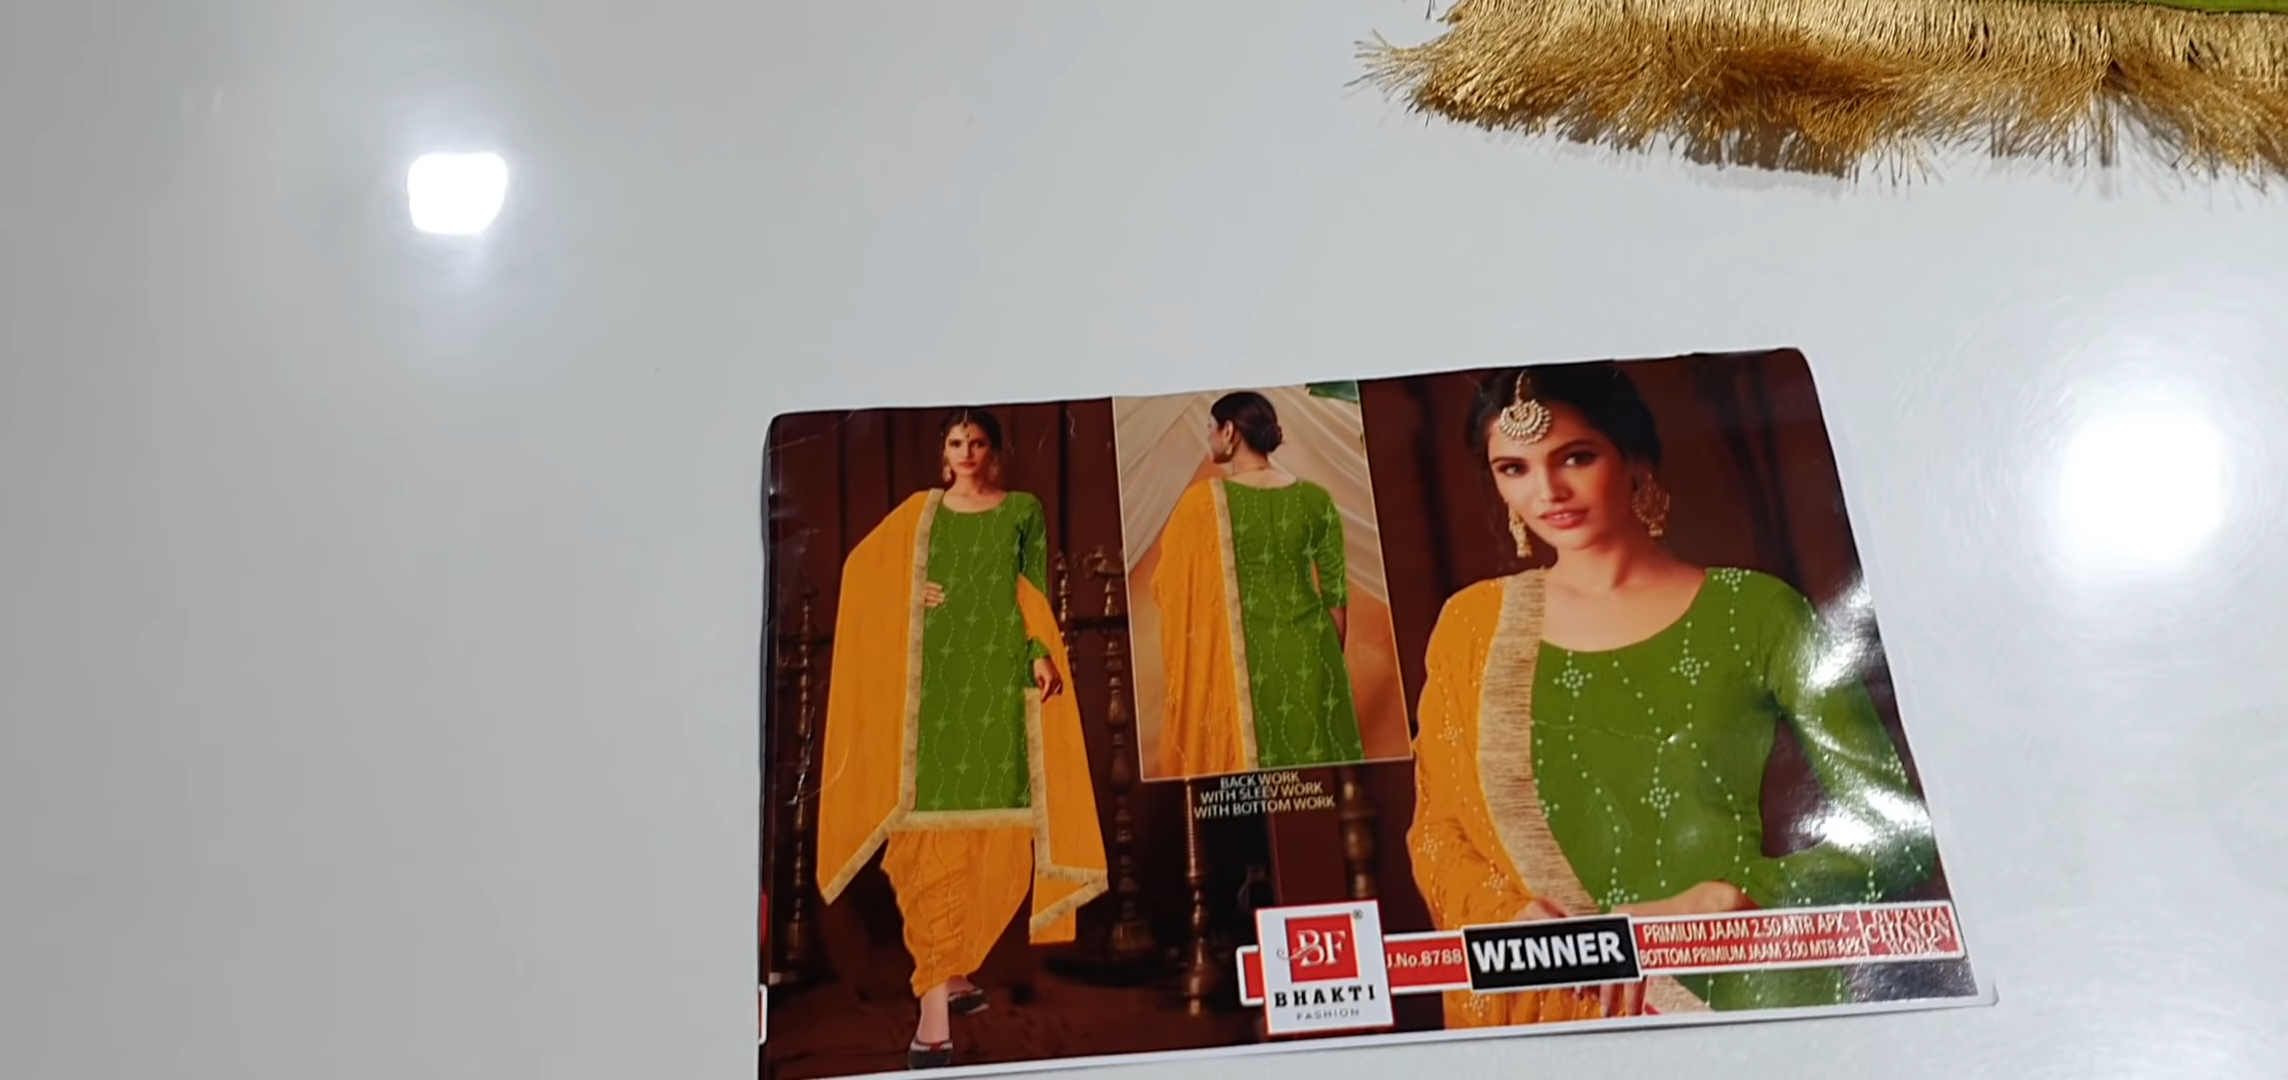 BACK WORK
WITH SLEEV WORK
WITH BOTTOM WORK
BF
®
BHAKTI
FASHION
J.No.8788
WINNER
PRIMIUM JAAM 2.50 MTR APX.
BOTTOM PRIMIUM JAAM 3.00 MTR APX
DUPATTA
CHINON
WORK